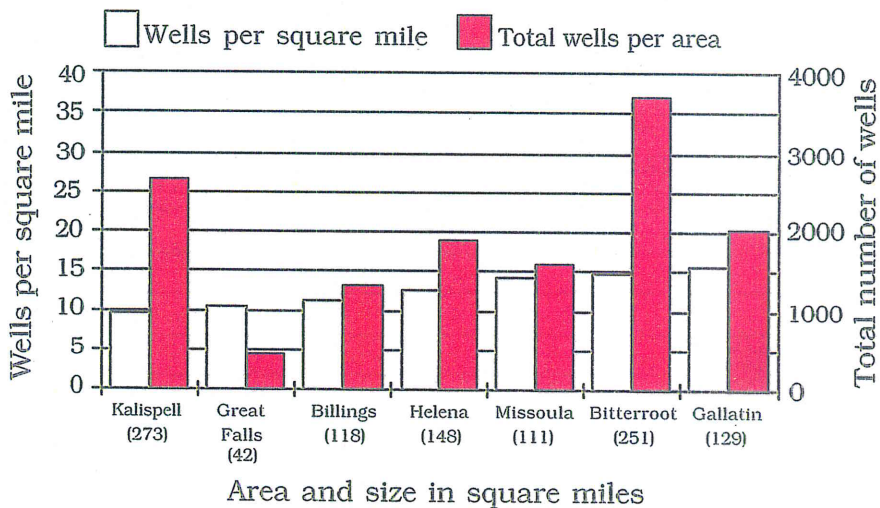 Wells per square mile
Total wells per area
Wells per square mile
40
35
30
25
20
15
10
5
0
4000
3000
2000
1000
0
Total number of wells
Kalispell
(273)
Great
Falls
(42)
Billings
(118)
Helena
(148)
Missoula
(111)
Bitterroot
(251)
Gallatin
(129)
Area and size in square miles